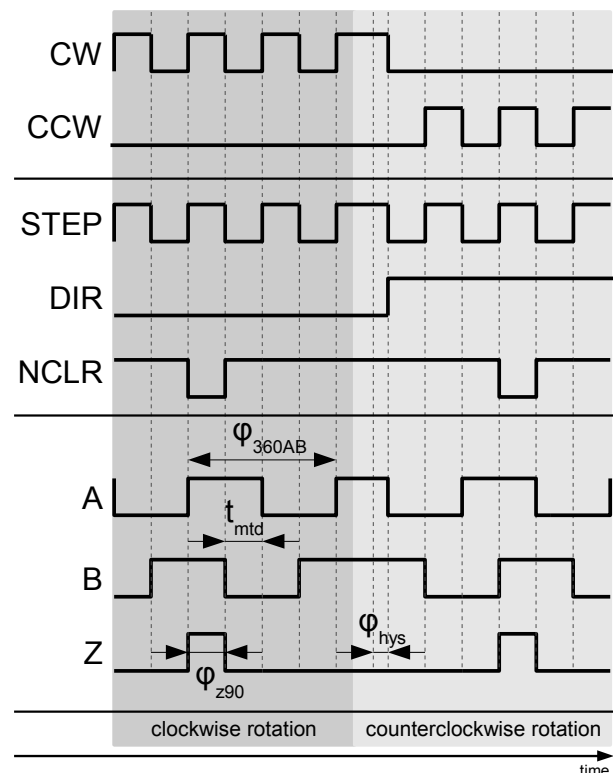 CW
CCW
STEP
DIR
NCLR
φ360AB
A
tmtd
B
φhys
Z
φz90
clockwise rotation
counterclockwise rotation
time